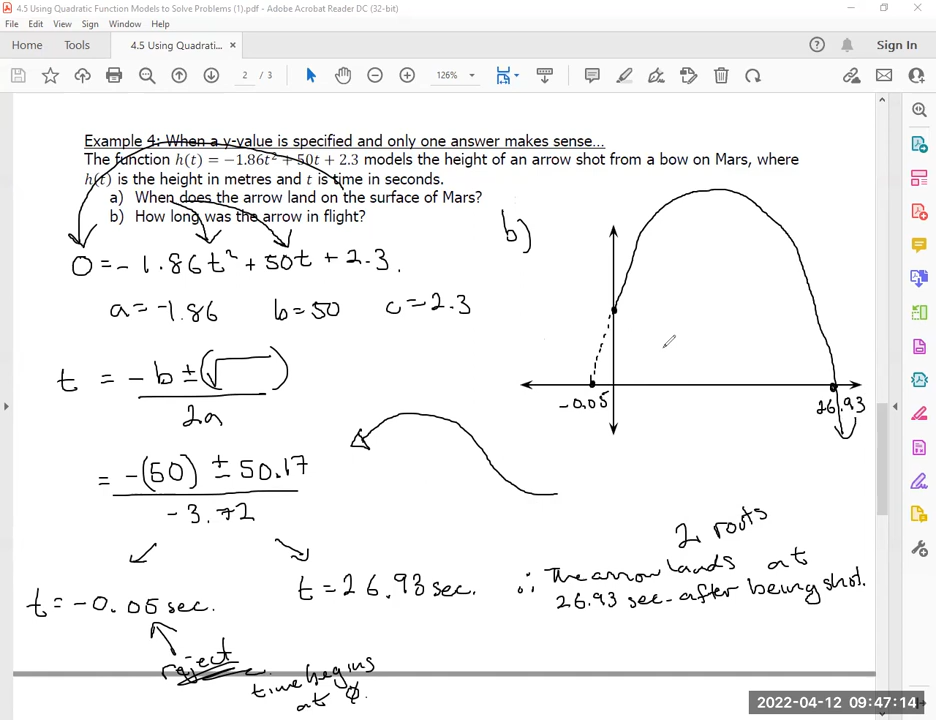 4.5 Using Quadratic Function Models to Solve Problems (1).pdf - Adobe Acrobat Reader DC (32-bit)
File Edit View Sign Window Help
Home Tools 4.5 Using Quadrati... × Sign In
2 / 3 126%
Example 4: When a y-value is specified and only one answer makes sense...
The function h(t) = −1.86t² + 50t + 2.3 models the height of an arrow shot from a bow on Mars, where
h(t) is the height in metres and t is time in seconds.
a) When does the arrow land on the surface of Mars?
b) How long was the arrow in flight?
0 = - 1.86t² + 50t + 2.3.
a = -1.86 b = 50 c = 2.3
t = -b ± (√ )
2a
= -(50) ± 50.17
-3.72
t = -0.05 sec.
t = 26.93 sec.
reject
time begins
at 0.
b)
-0.05
26.93
2 roots
∴ The arrow lands at
26.93 sec. after being shot.
2022-04-12 09:47:14